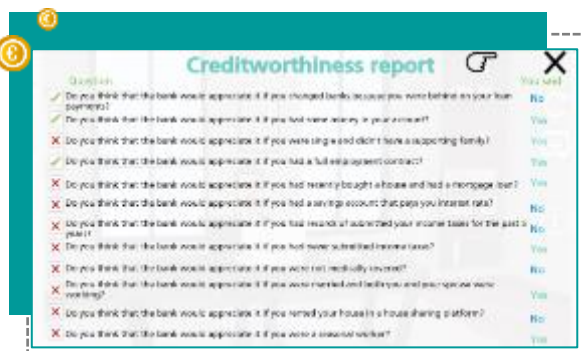 Creditworthiness report
Question
You said
Do you think that the bank would appreciate it if you changed banks because you were behind on your loan
payments?
No
Do you think that the bank would appreciate it if you had some money in your account?
Yes
Do you think that the bank would appreciate it if you were single and didn't have a supporting family?
Yes
Do you think that the bank would appreciate it if you had a full employment contract?
Yes
Do you think that the bank would appreciate it if you had recently bought a house and had a mortgage loan?
Yes
Do you think that the bank would appreciate it if you had a savings account that pays you interest rate?
No
Do you think that the bank would appreciate it if you had records of submitted your income taxes for the past 3
years?
No
Do you think that the bank would appreciate it if you had never submitted income taxes?
Yes
Do you think that the bank would appreciate it if you were not medically covered?
No
Do you think that the bank would appreciate it if you were married and both you and your spouse were
working?
Yes
Do you think that the bank would appreciate it if you rented your house in a house sharing platform?
No
Do you think that the bank would appreciate it if you were a seasonal worker?
Yes